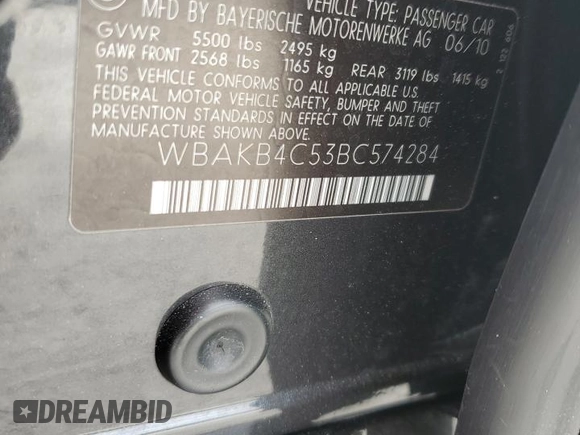 VEHICLE TYPE: PASSENGER CAR
MFD BY BAYERISCHE MOTORENWERKE AG 06/10
GVWR 5500 lbs 2495 kg
GAWR FRONT 2568 lbs 1165 kg REAR 3119 lbs 1415 kg
THIS VEHICLE CONFORMS TO ALL APPLICABLE U.S.
FEDERAL MOTOR VEHICLE SAFETY, BUMPER AND THEFT
PREVENTION STANDARDS IN EFFECT ON THE DATE OF
MANUFACTURE SHOWN ABOVE.
WBAKB4C53BC574284
DREAMBID